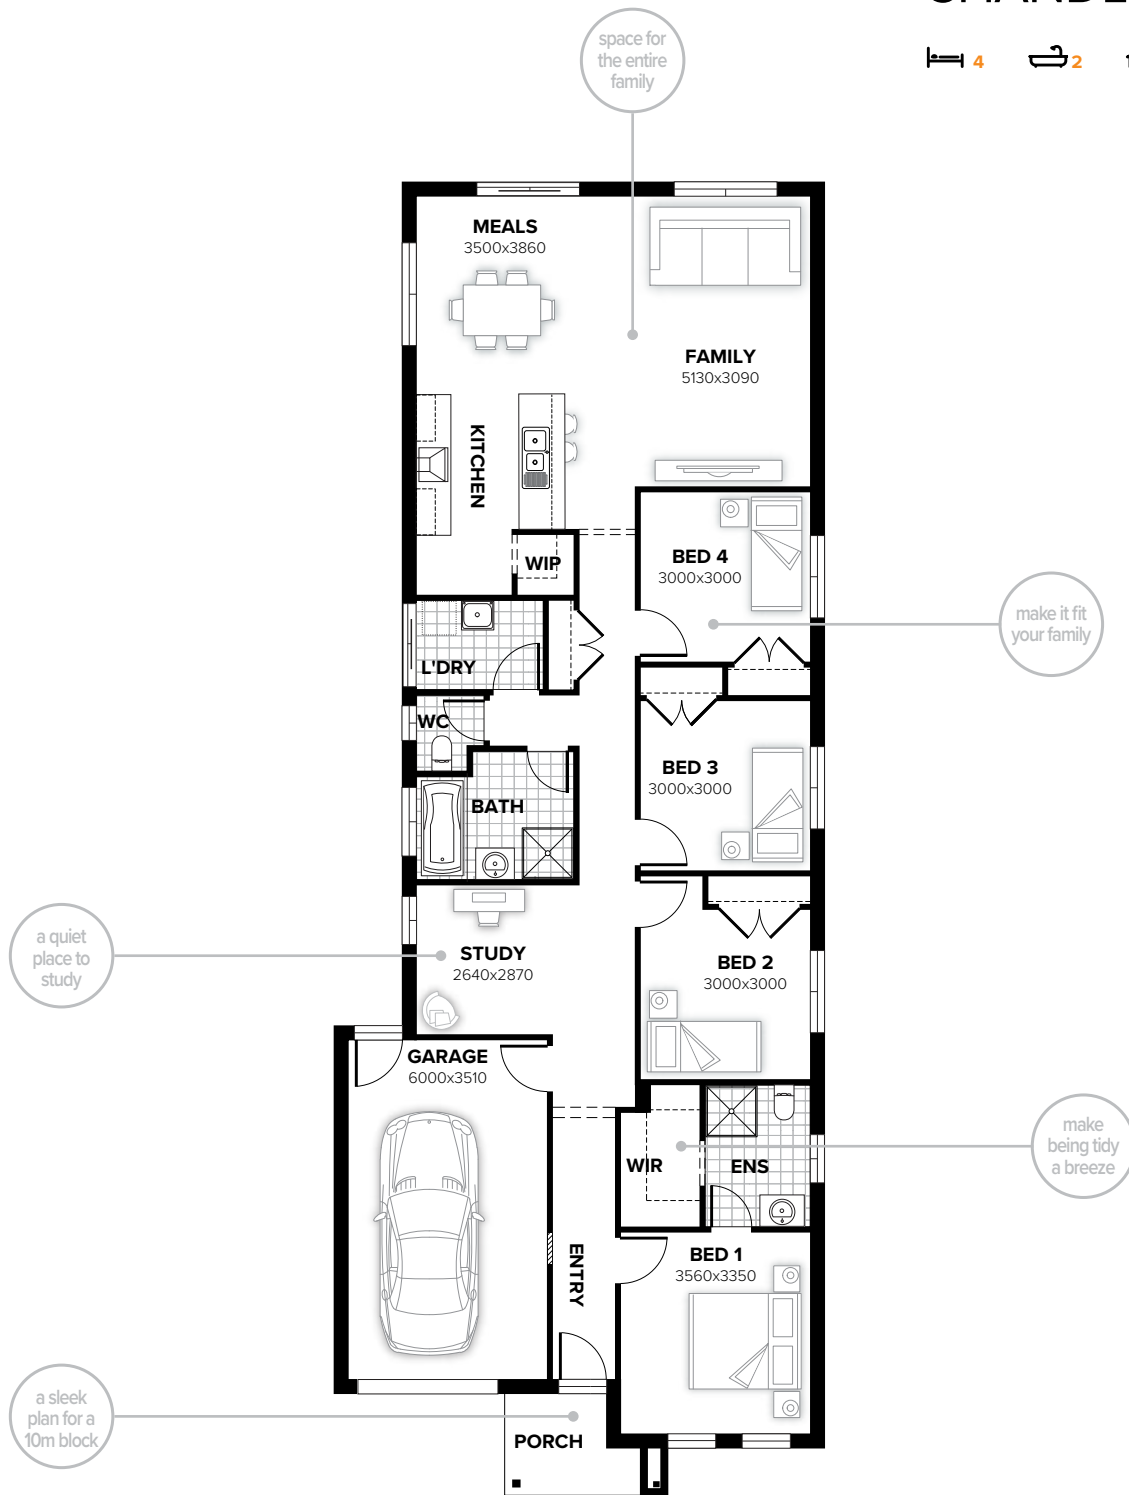 4 2
space for
the entire
family
MEALS
3500x3860
FAMILY
5130x3090
KITCHEN
WIP
BED 4
3000x3000
make it fit
your family
L'DRY
WC
BED 3
3000x3000
BATH
a quiet
place to
study
STUDY
2640x2870
BED 2
3000x3000
GARAGE
6000x3510
make
being tidy
a breeze
WIR
ENS
ENTRY
BED 1
3560x3350
a sleek
plan for a
10m block
PORCH